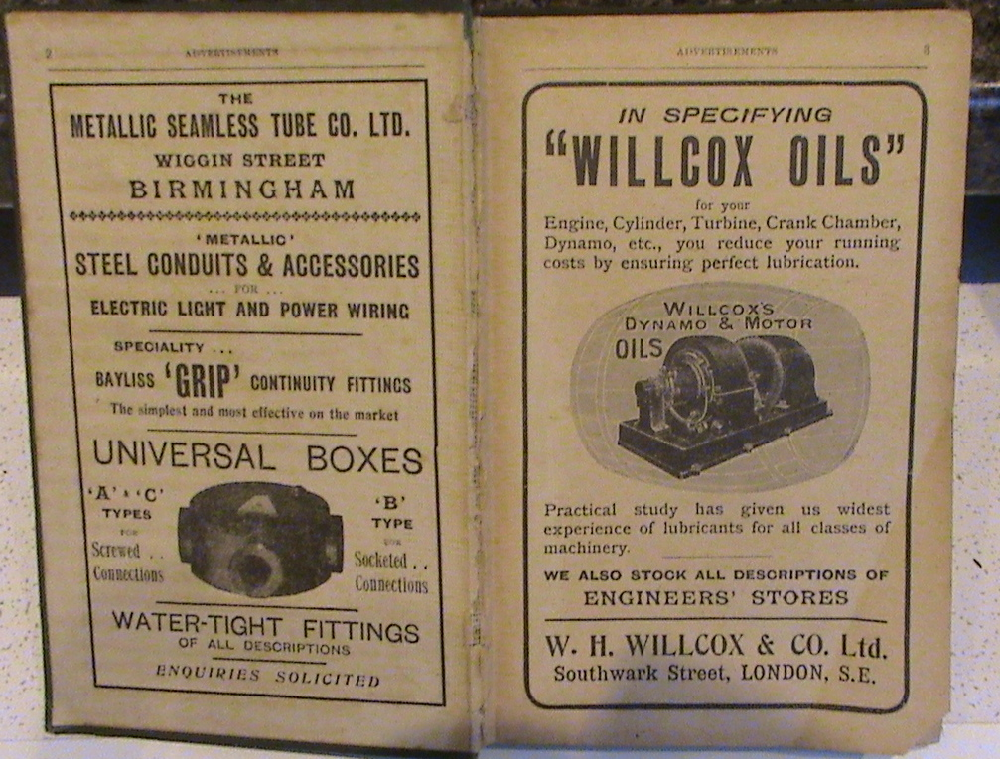 2
ADVERTISEMENTS
THE
METALLIC SEAMLESS TUBE CO. LTD.
WIGGIN STREET
BIRMINGHAM
'METALLIC'
STEEL CONDUITS & ACCESSORIES
... FOR ...
ELECTRIC LIGHT AND POWER WIRING
SPECIALITY ...
BAYLISS 'GRIP' CONTINUITY FITTINGS
The simplest and most effective on the market
UNIVERSAL BOXES
'A' & 'C'
TYPES
FOR
Screwed ..
Connections
'B'
TYPE
FOR
Socketed ..
Connections
WATER-TIGHT FITTINGS
OF ALL DESCRIPTIONS
ENQUIRIES SOLICITED
ADVERTISEMENTS
3
IN SPECIFYING
"WILLCOX OILS"
for your
Engine, Cylinder, Turbine, Crank Chamber,
Dynamo, etc., you reduce your running
costs by ensuring perfect lubrication.
WILLCOX'S
DYNAMO & MOTOR
OILS
Practical study has given us widest
experience of lubricants for all classes of
machinery.
WE ALSO STOCK ALL DESCRIPTIONS OF
ENGINEERS' STORES
W. H. WILLCOX & CO. Ltd.
Southwark Street, LONDON, S.E.